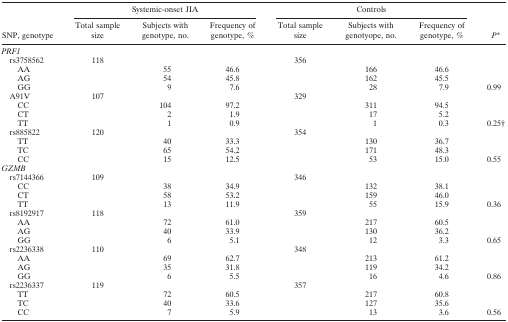 Systemic-onset JIA Controls
SNP, genotype Total sample size Subjects with genotype, no. Frequency of genotype, % Total sample size Subjects with genotyope, no. Frequency of genotype, % P*
PRF1
rs3758562 118 356
AA 55 46.6 166 46.6
AG 54 45.8 162 45.5
GG 9 7.6 28 7.9 0.99
A91V 107 329
CC 104 97.2 311 94.5
CT 2 1.9 17 5.2
TT 1 0.9 1 0.3 0.25†
rs885822 120 354
TT 40 33.3 130 36.7
TC 65 54.2 171 48.3
CC 15 12.5 53 15.0 0.55
GZMB
rs7144366 109 346
CC 38 34.9 132 38.1
CT 58 53.2 159 46.0
TT 13 11.9 55 15.9 0.36
rs8192917 118 359
AA 72 61.0 217 60.5
AG 40 33.9 130 36.2
GG 6 5.1 12 3.3 0.65
rs2236338 110 348
AA 69 62.7 213 61.2
AG 35 31.8 119 34.2
GG 6 5.5 16 4.6 0.86
rs2236337 119 357
TT 72 60.5 217 60.8
TC 40 33.6 127 35.6
CC 7 5.9 13 3.6 0.56